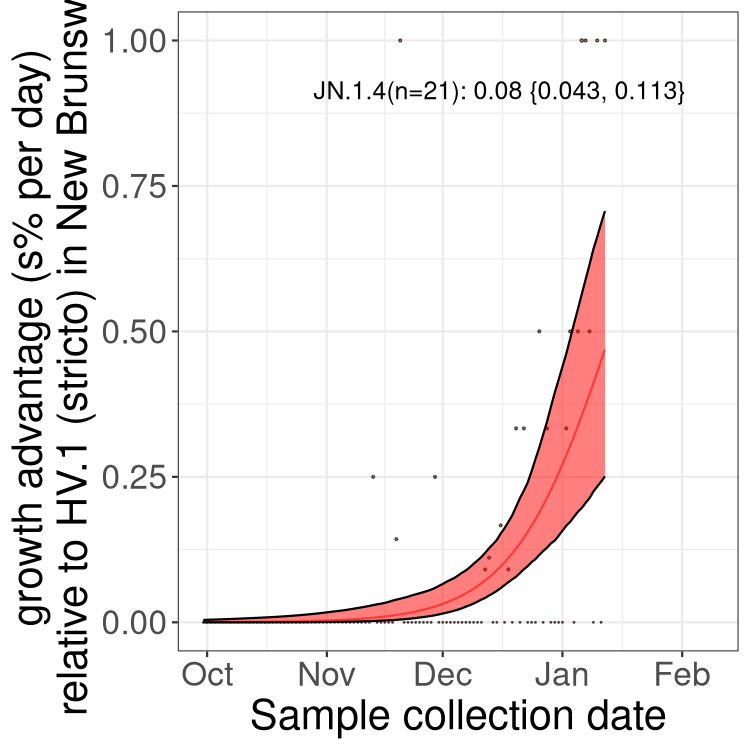 growth advantage (s% per day)
relative to HV.1 (stricto) in New Brunsw
1.00
0.75
0.50
0.25
0.00
JN.1.4(n=21): 0.08 {0.043, 0.113}
Oct Nov Dec Jan Feb
Sample collection date